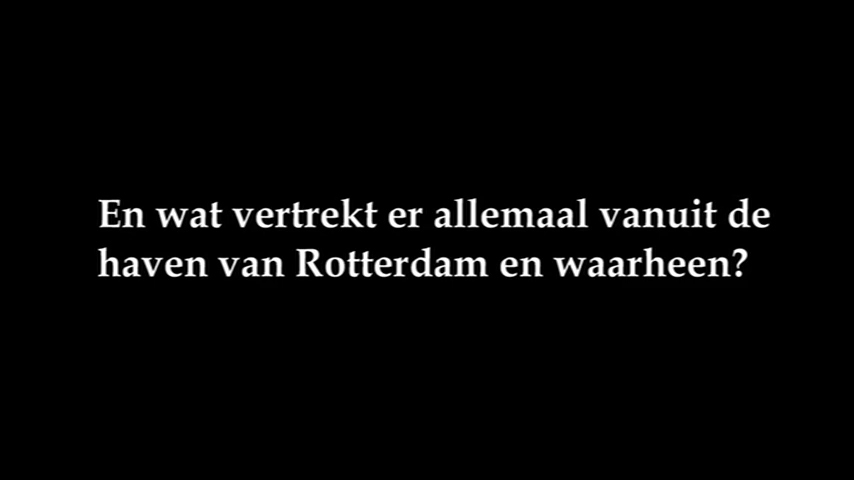 En wat vertrekt er allemaal vanuit de
haven van Rotterdam en waarheen?